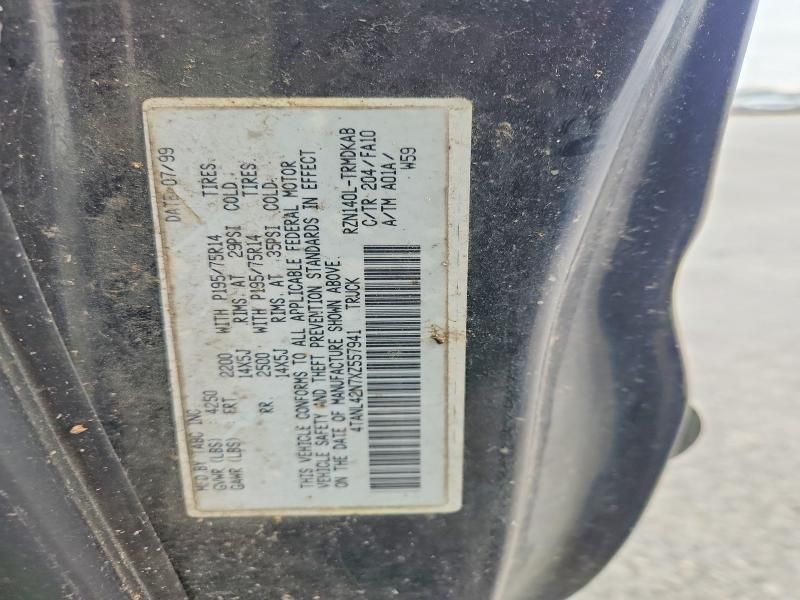 MFD BY TABC INC DATE 07/99
GVWR (LBS) : 4250
GAWR (LBS) : FRT. 2200 WITH P195/75R14 TIRES.
14X5J RIMS. AT 29PSI COLD.
RR. 2500 WITH P195/75R14 TIRES.
14X5J RIMS. AT 35PSI COLD.
THIS VEHICLE CONFORMS TO ALL APPLICABLE FEDERAL MOTOR
VEHICLE SAFETY AND THEFT PREVENTION STANDARDS IN EFFECT
ON THE DATE OF MANUFACTURE SHOWN ABOVE.
4TANL42N7XZ557941 TRUCK
RZN140L-TRMDKAB
C/TR 204/FA10
A/TM A01A/
W59